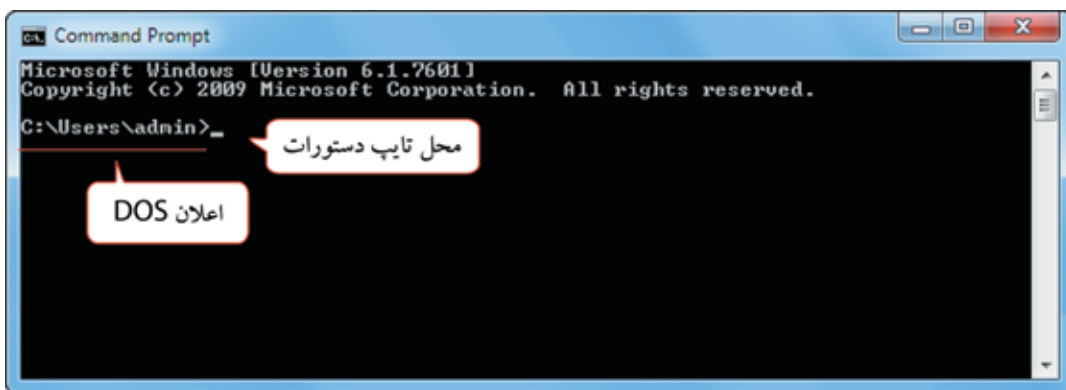 Command Prompt
Microsoft Windows [Version 6.1.7601]
Copyright (c) 2009 Microsoft Corporation. All rights reserved.
C:\Users\admin>_
محل تایپ دستورات
اعلان DOS